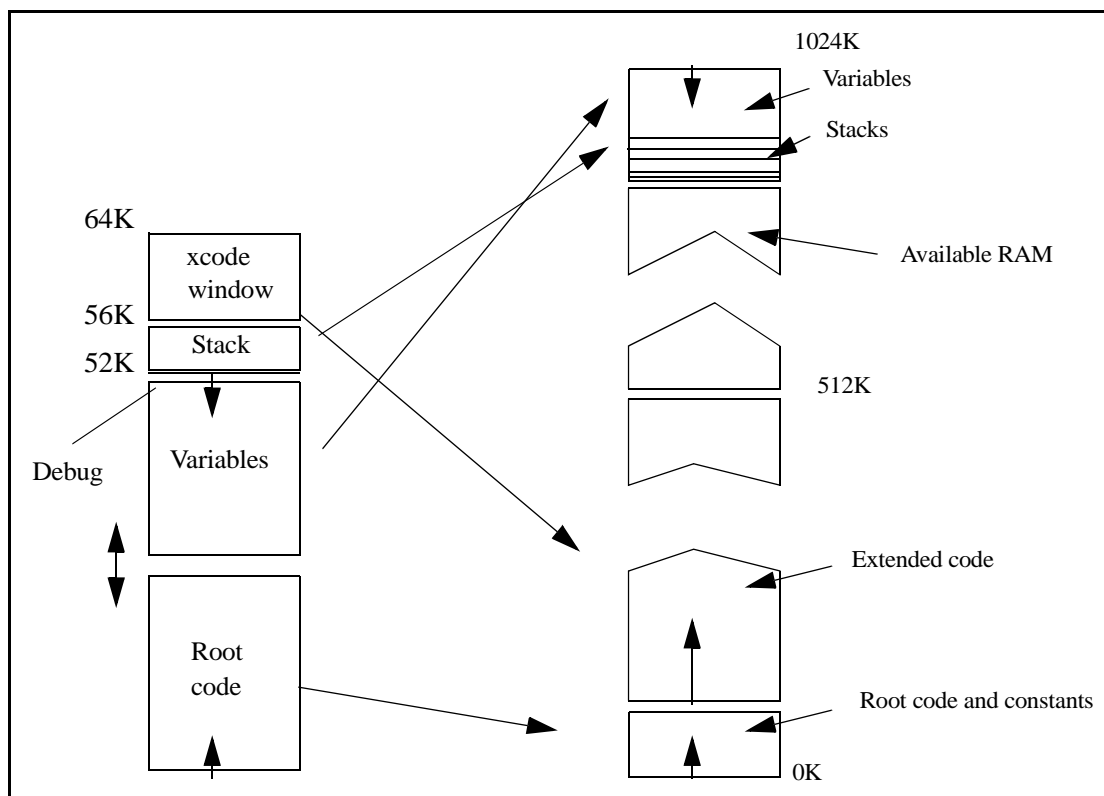 1024K
Variables
Stacks
64K
xcode
window
Available RAM
56K
Stack
52K
512K
Variables
Debug
Extended code
Root
code
Root code and constants
0K